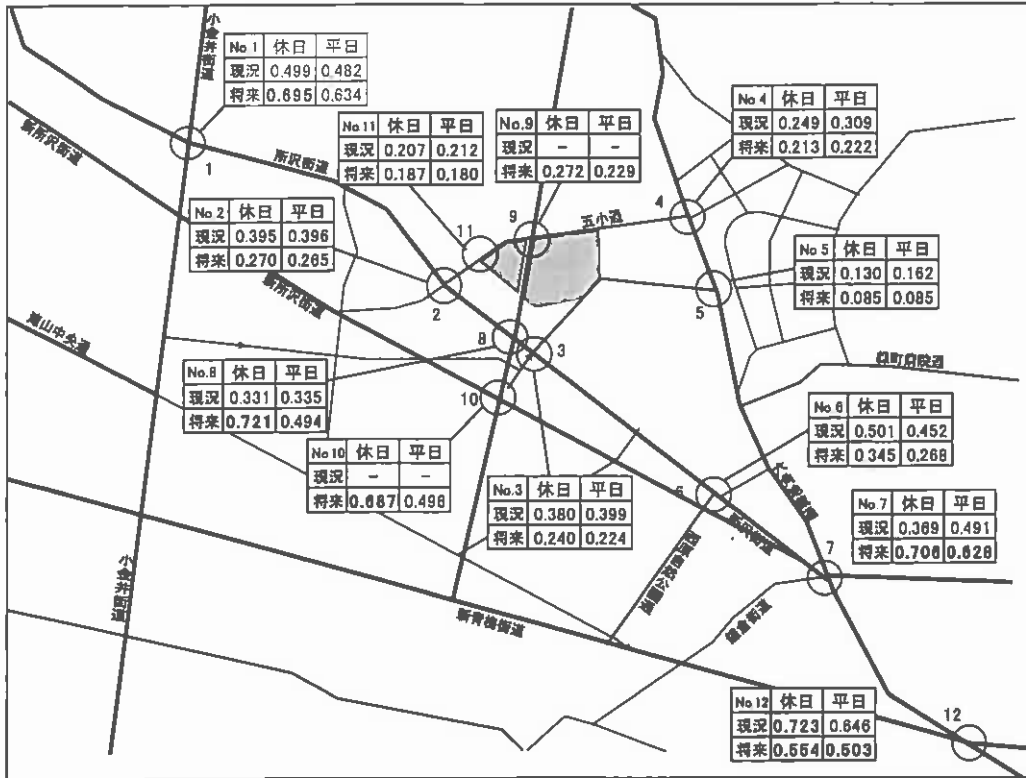 小金井街道
No 1 休日 平日
現況 0.499 0.482
将来 0.695 0.634
新所沢街道
1
所沢街道
No.11 休日 平日
現況 0.207 0.212
将来 0.187 0.180
No.9 休日 平日
現況 － －
将来 0.272 0.229
No 4 休日 平日
現況 0.249 0.309
将来 0.213 0.222
No 2 休日 平日
現況 0.395 0.396
将来 0.270 0.265
11
9
五小通
4
No 5 休日 平日
現況 0.130 0.162
将来 0.085 0.085
新所沢街道
2
5
8
3
No.8 休日 平日
現況 0.331 0.335
将来 0.721 0.494
10
No 6 休日 平日
現況 0.501 0.452
将来 0.345 0.268
No 10 休日 平日
現況 － －
将来 0.687 0.498
No.3 休日 平日
現況 0.380 0.399
将来 0.240 0.224
6
所沢街道
No.7 休日 平日
現況 0.369 0.491
将来 0.706 0.628
7
小金井街道
新青梅街道
No 12 休日 平日
現況 0.723 0.646
将来 0.554 0.503
12